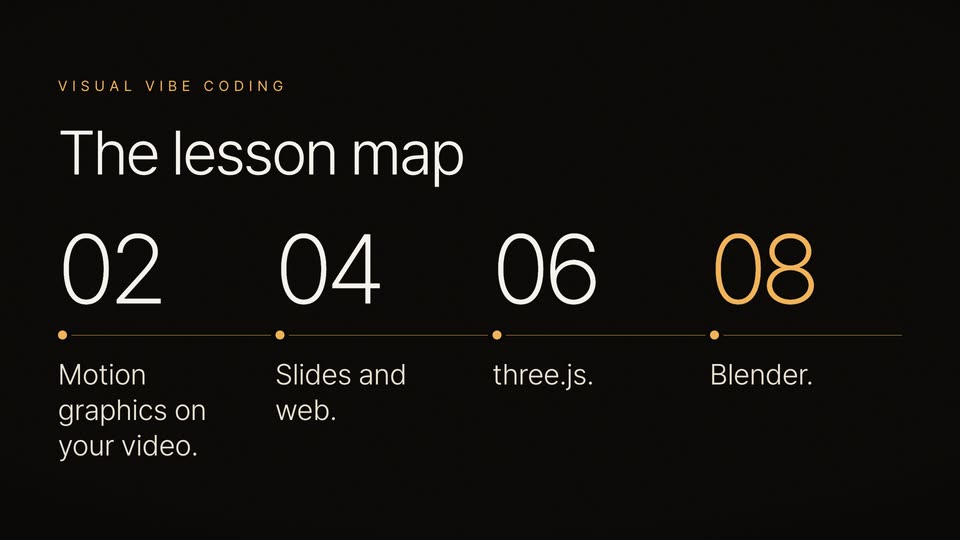 VISUAL VIBE CODING
The lesson map
02
04
06
08
Motion
graphics on
your video.
Slides and
web.
three.js.
Blender.